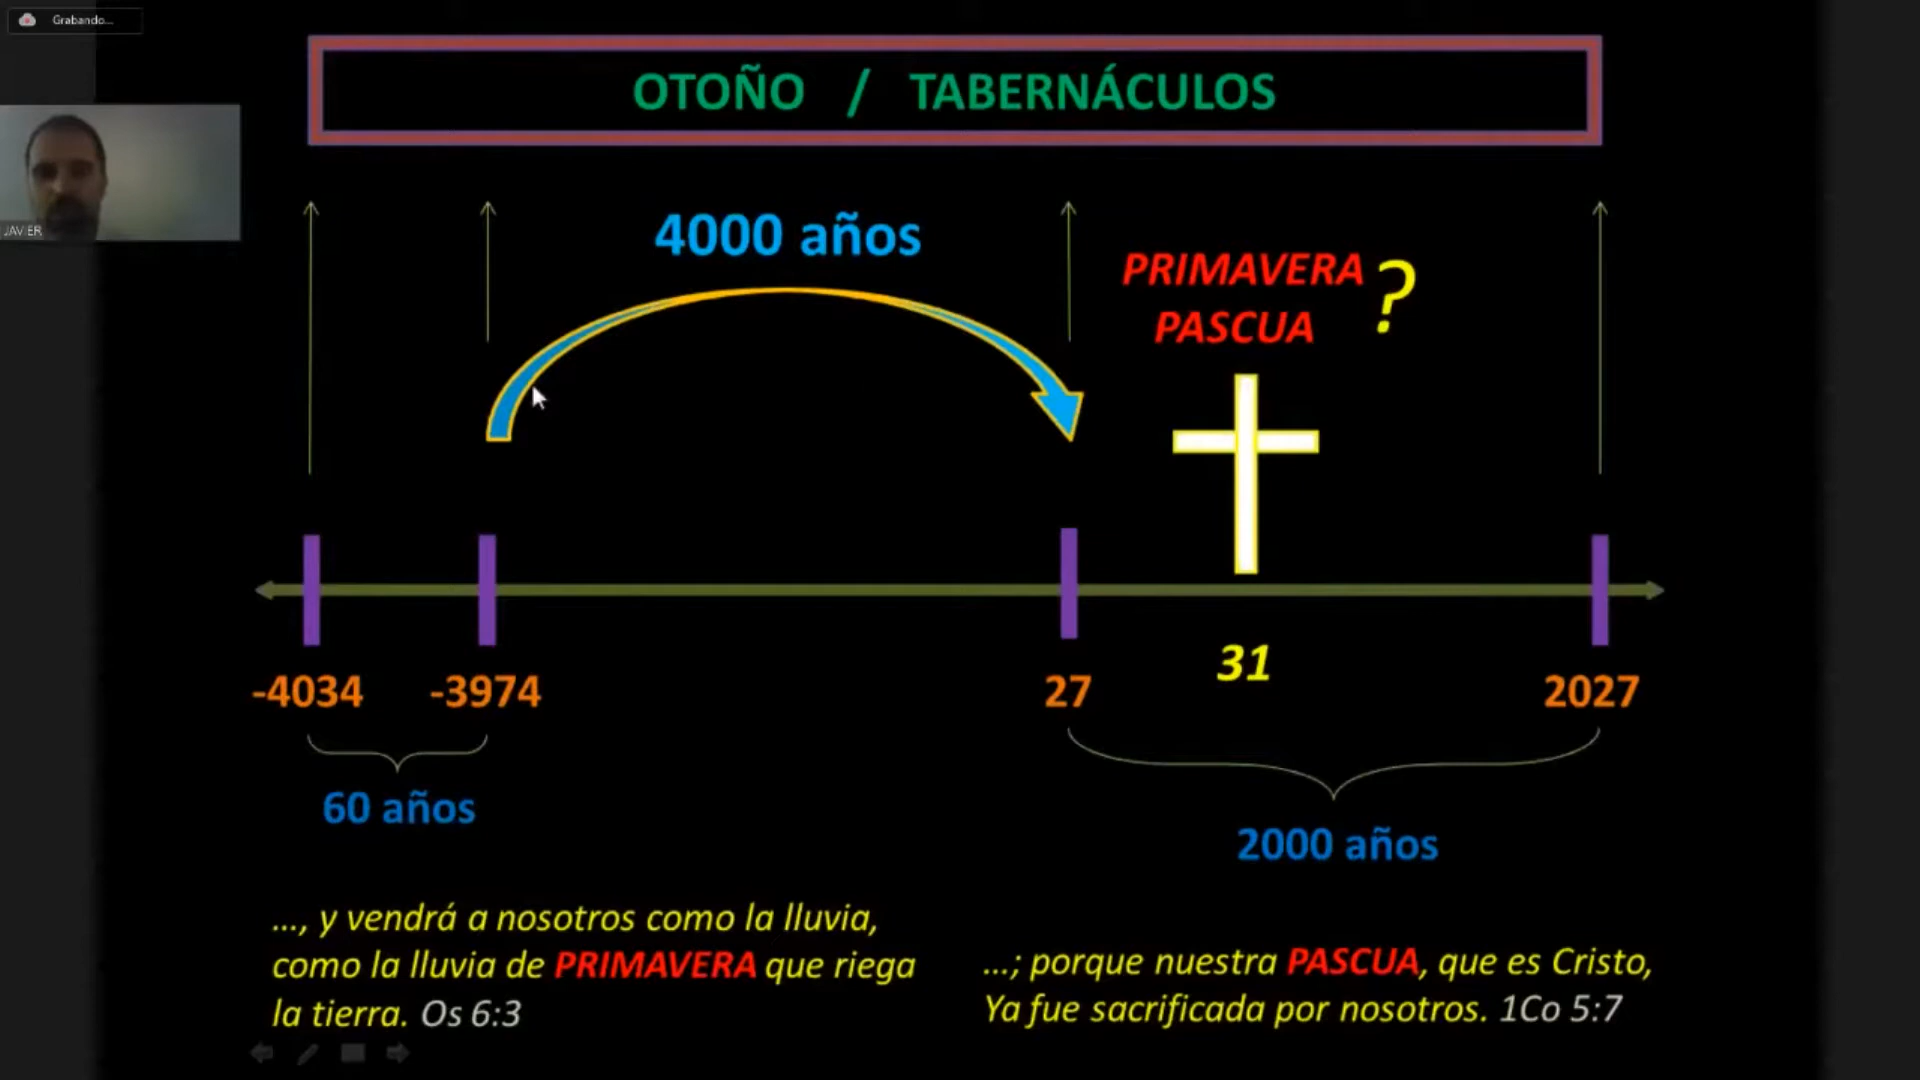 Grabando...
OTOÑO / TABERNÁCULOS
JAVIER
4000 años
PRIMAVERA
PASCUA
?
31
-4034
-3974
27
2027
60 años
2000 años
..., y vendrá a nosotros como la lluvia,
como la lluvia de PRIMAVERA que riega
la tierra. Os 6:3
...; porque nuestra PASCUA, que es Cristo,
Ya fue sacrificada por nosotros. 1Co 5:7